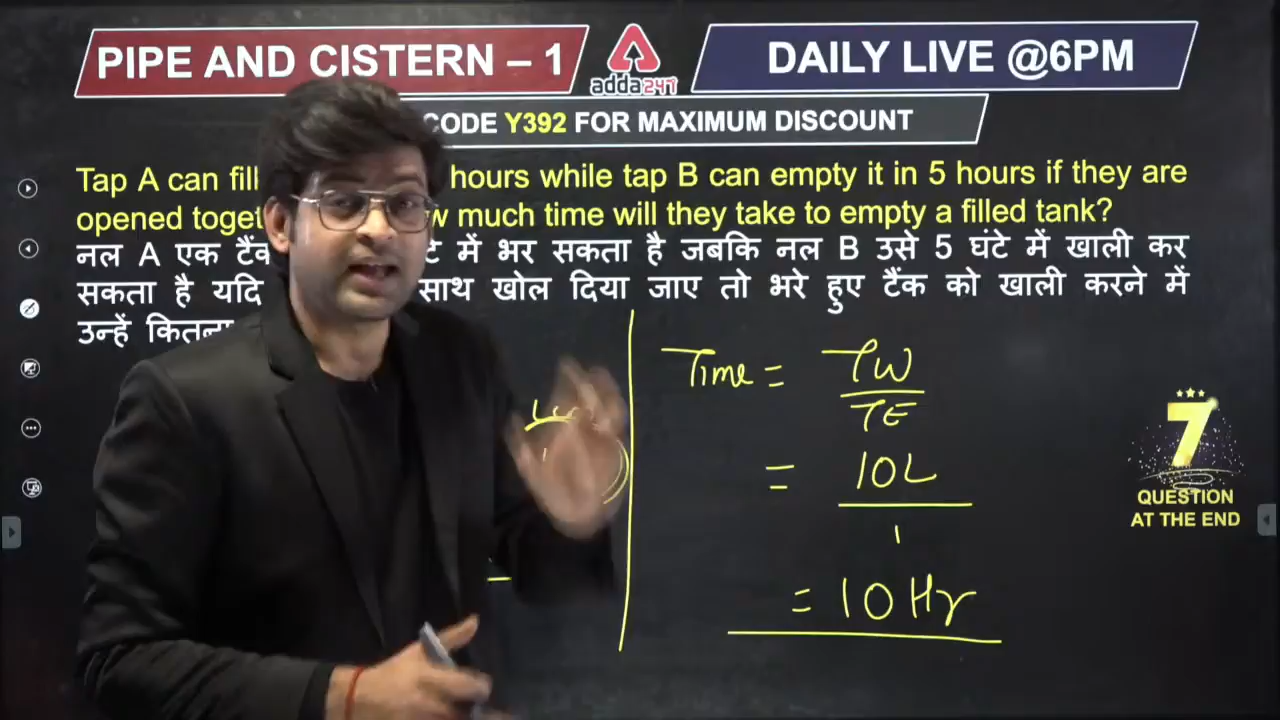 PIPE AND CISTERN – 1
adda247
DAILY LIVE @6PM
CODE Y392 FOR MAXIMUM DISCOUNT
Tap A can fill hours while tap B can empty it in 5 hours if they are
opened much time will they take to empty a filled tank?
नल A एक में भर सकता है जबकि नल B उसे 5 घंटे में खाली कर
सकता है यदि साथ खोल दिया जाए तो भरे हुए टैंक को खाली करने में
उन्हें
Time = TW
TE
= 10L
1
= 10 Hr
7
QUESTION
AT THE END